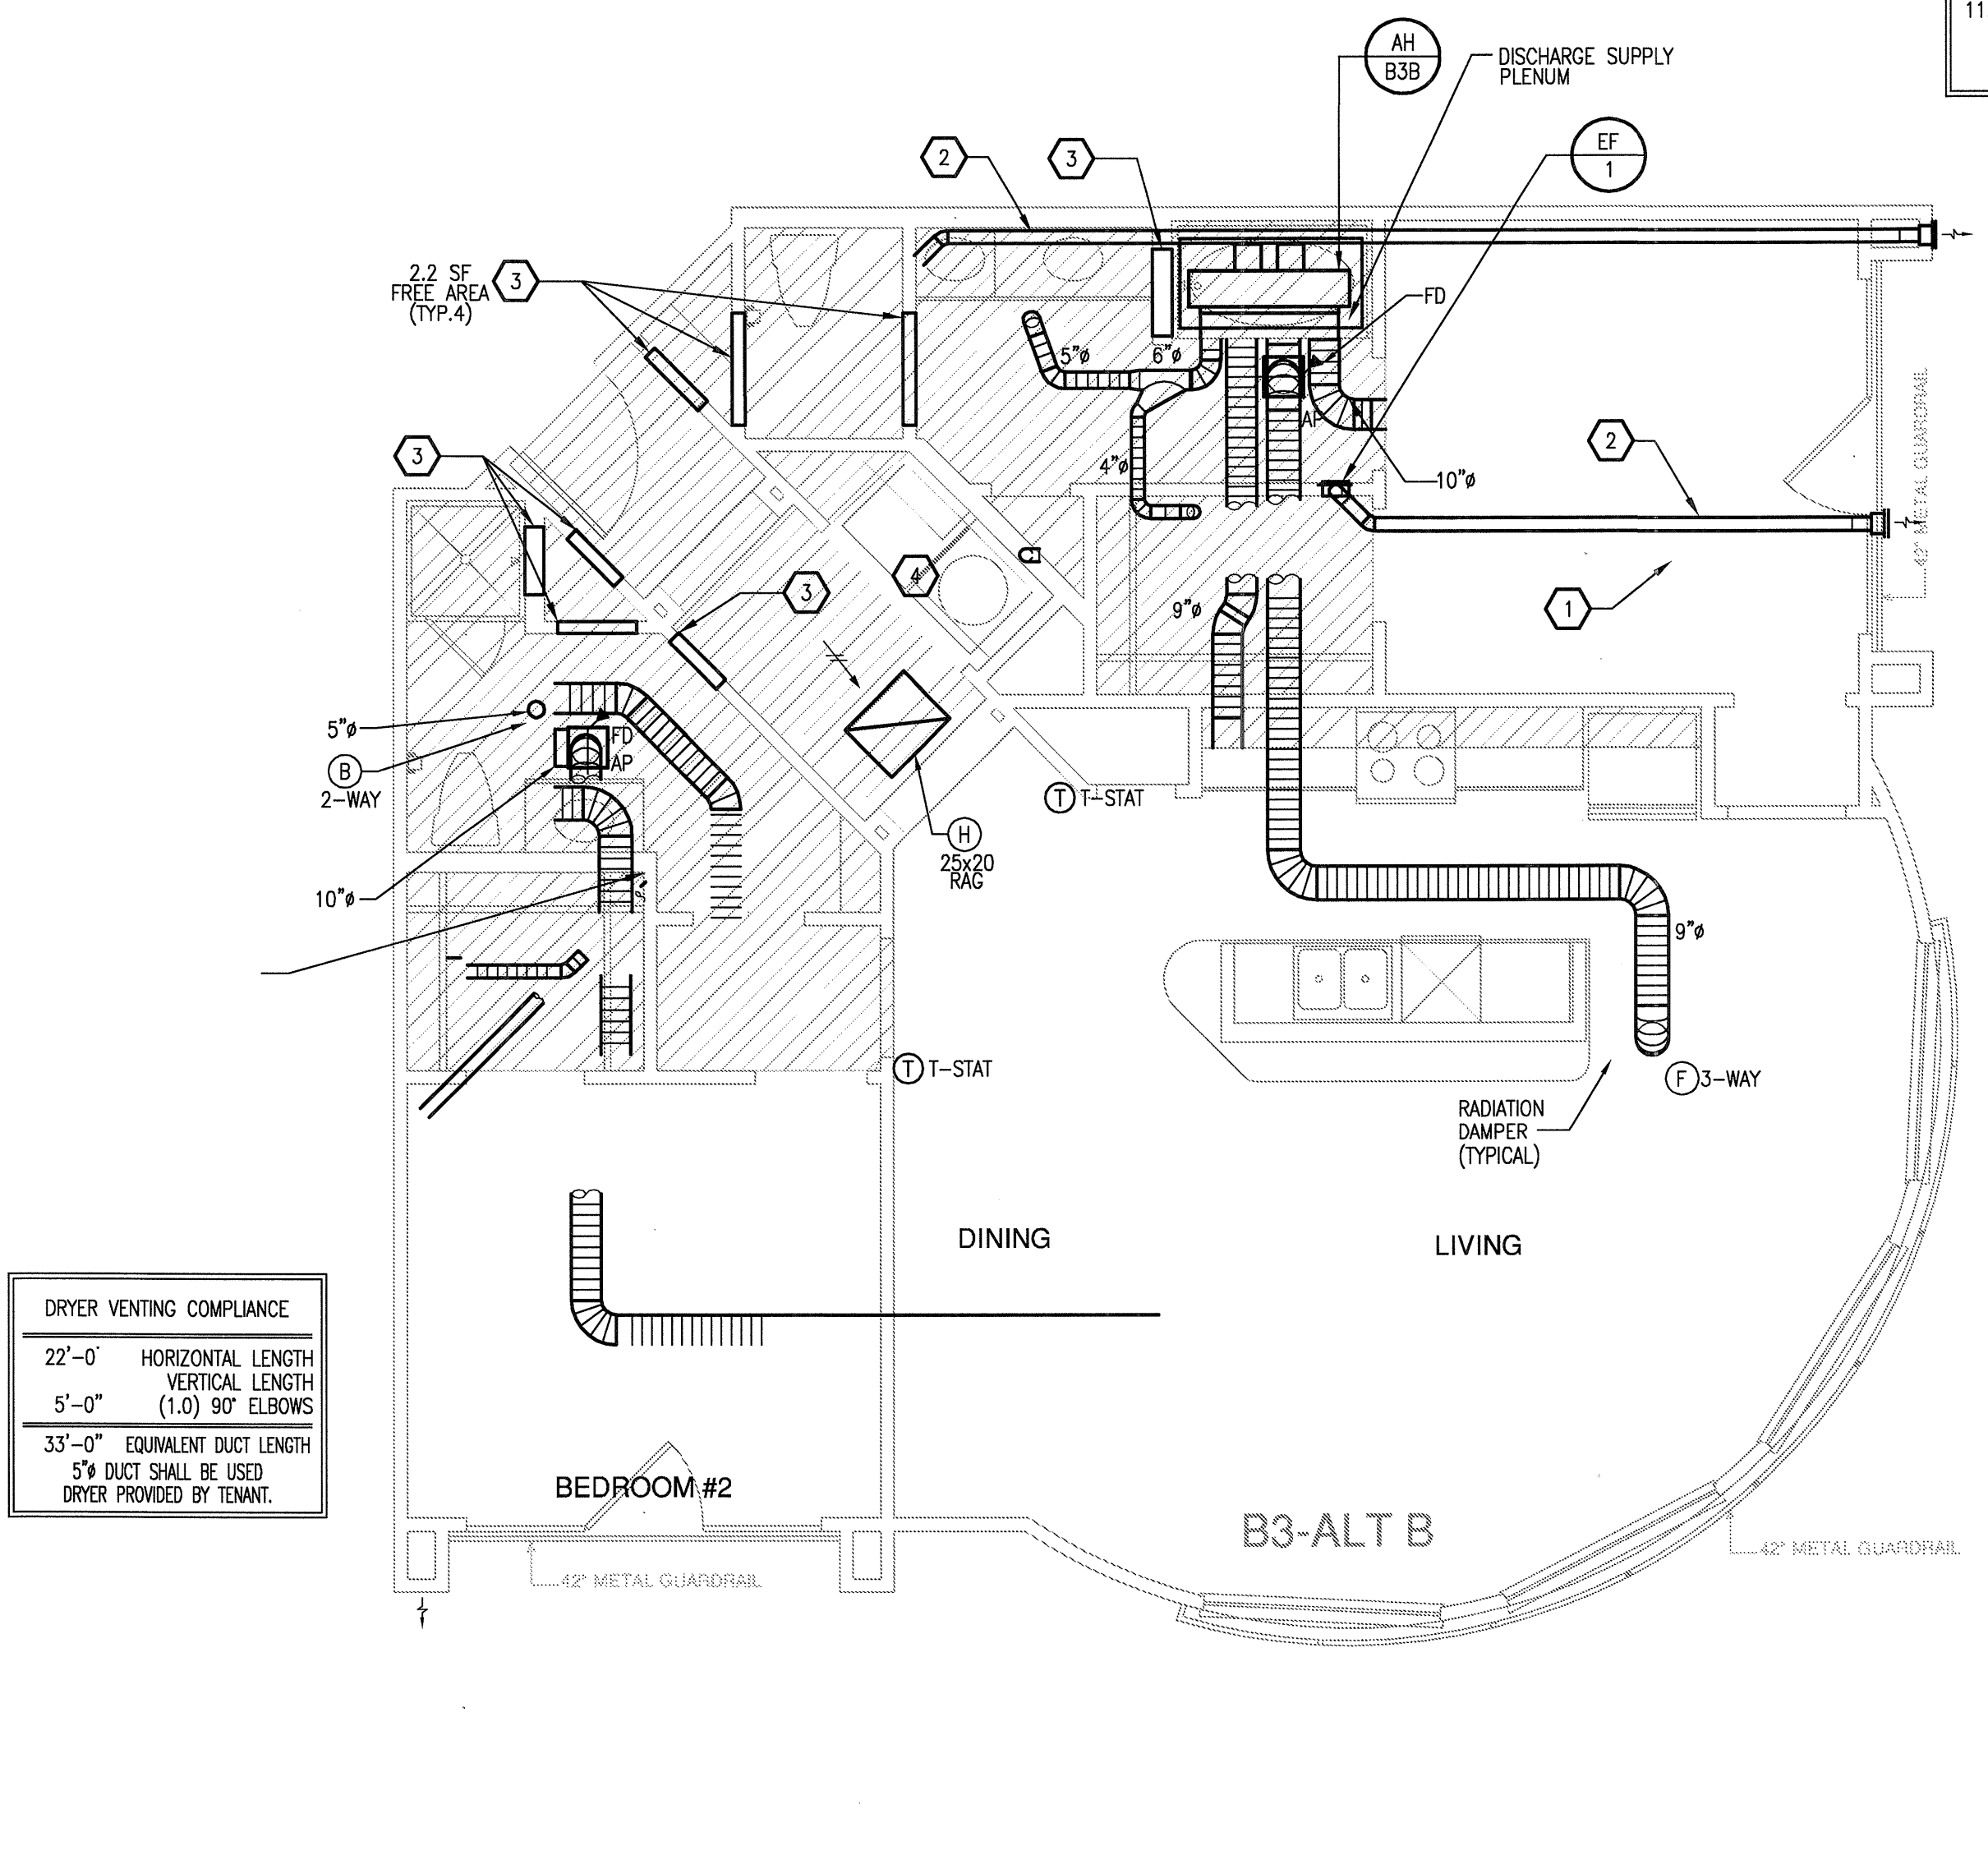 11
AH
B3B
DISCHARGE SUPPLY
PLENUM
EF
1
2
3
2.2 SF
FREE AREA
(TYP.4)
3
FD
5"ø
6"ø
AP
3
4"ø
10"ø
2
42" METAL GUARDRAIL
4
3
9"ø
1
5"ø
FD
AP
B
2-WAY
T T-STAT
H
25x20
RAG
10"ø
9"ø
T T-STAT
F 3-WAY
RADIATION
DAMPER
(TYPICAL)
DINING
LIVING
DRYER VENTING COMPLIANCE
22'-0" HORIZONTAL LENGTH
VERTICAL LENGTH
5'-0" (1.0) 90° ELBOWS
33'-0" EQUIVALENT DUCT LENGTH
5"ø DUCT SHALL BE USED
DRYER PROVIDED BY TENANT.
BEDROOM #2
B3-ALT B
42" METAL GUARDRAIL
42" METAL GUARDRAIL